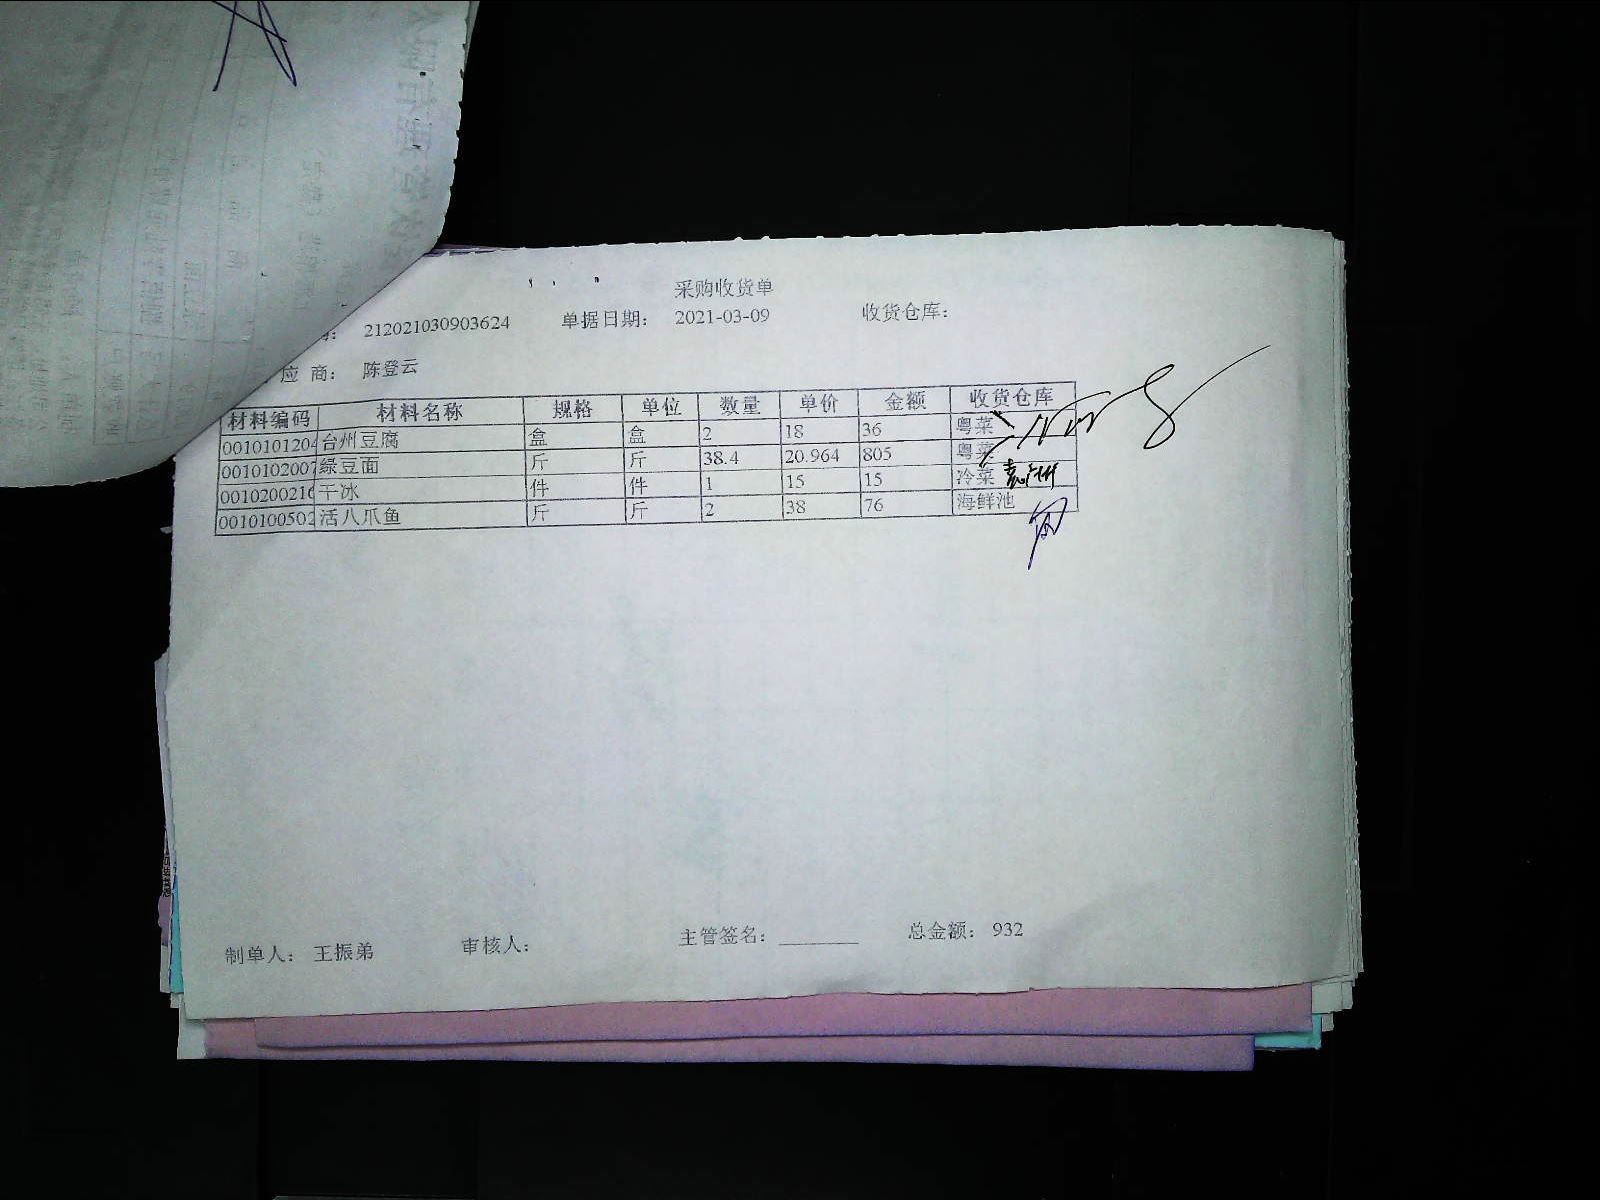 采购收货单
212021030903624 单据日期: 2021-03-09 收货仓库:
应 商: 陈登云
材料编码 材料名称 规格 单位 数量 单价 金额 收货仓库
0010101204 台州豆腐 盒 盒 2 18 36 粤菜
0010102007 绿豆面 斤 斤 38.4 20.964 805 粤菜
0010200216 干冰 件 件 1 15 15 冷菜
0010100502 活八爪鱼 斤 斤 2 38 76 海鲜池
制单人: 王振弟 审核人: 主管签名: 总金额: 932